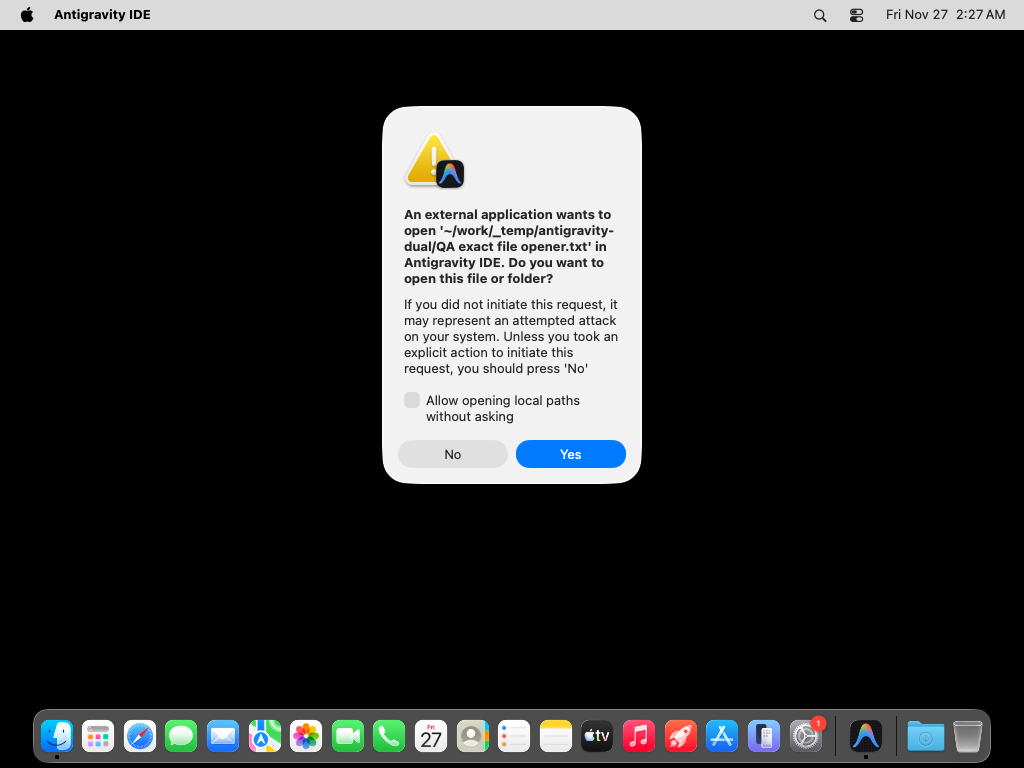 Antigravity IDE
Fri Nov 27 2:27 AM
An external application wants to
open '~/work/_temp/antigravity-
dual/QA exact file opener.txt' in
Antigravity IDE. Do you want to
open this file or folder?
If you did not initiate this request, it
may represent an attempted attack
on your system. Unless you took an
explicit action to initiate this
request, you should press 'No'
Allow opening local paths
without asking
No
Yes
Fri
27
tv
1